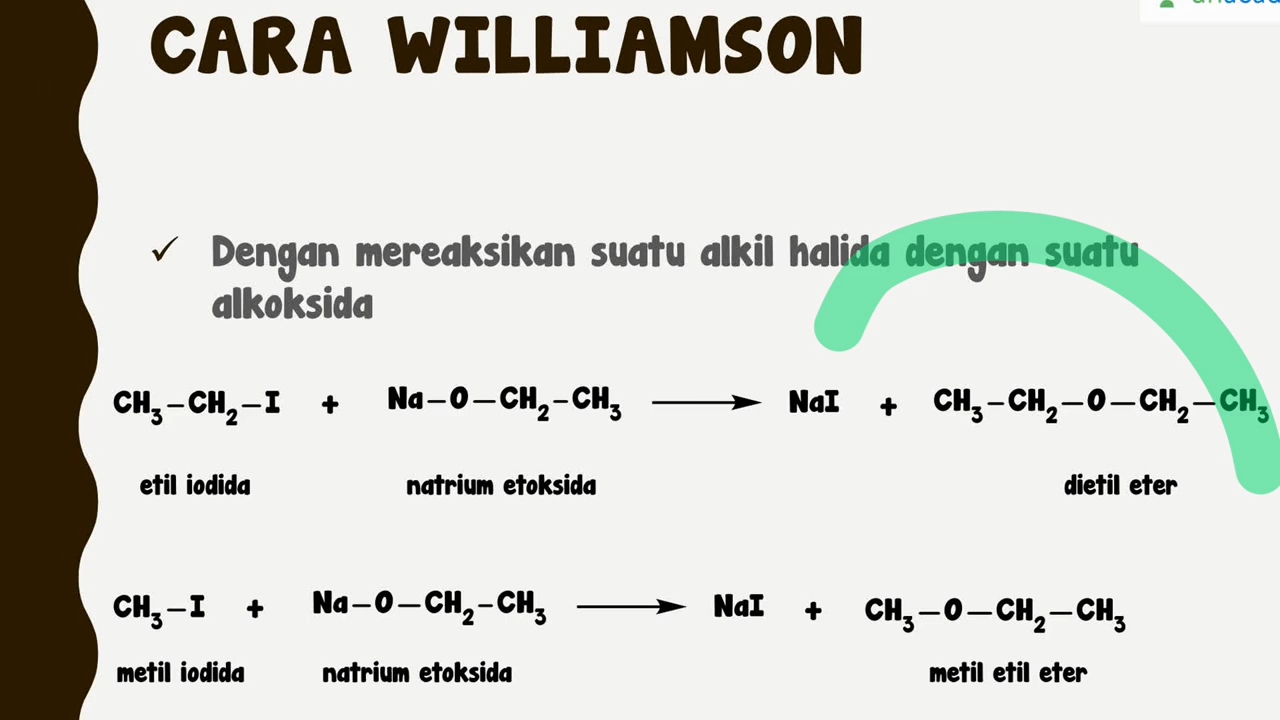 CARA WILLIAMSON
✓ Dengan mereaksikan suatu alkil halida dengan suatu
alkoksida
CH₃–CH₂–I + Na–O–CH₂–CH₃ ⟶ NaI + CH₃–CH₂–O–CH₂–CH₃
etil iodida natrium etoksida dietil eter
CH₃–I + Na–O–CH₂–CH₃ ⟶ NaI + CH₃–O–CH₂–CH₃
metil iodida natrium etoksida metil etil eter